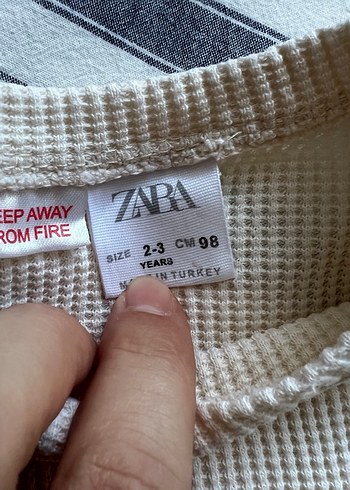 EEP AWAY
ROM FIRE
ZARA
SIZE 2-3 CM 98
YEARS
M IN TURKEY